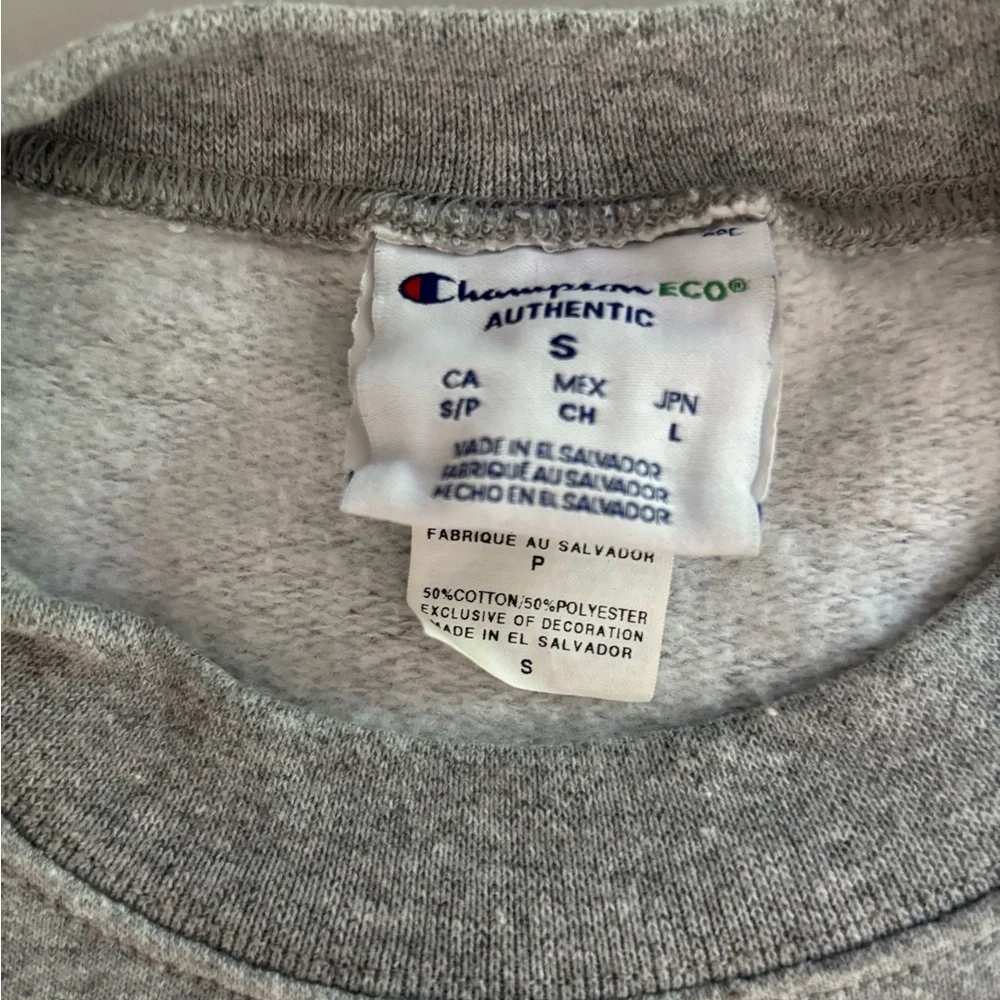 Champion ECO®
AUTHENTIC
S
CA MEX JPN
S/P CH L
MADE IN EL SALVADOR
FABRIQUÉ AU SALVADOR
HECHO EN EL SALVADOR
FABRIQUE AU SALVADOR
P
50%COTTON/50%POLYESTER
EXCLUSIVE OF DECORATION
MADE IN EL SALVADOR
S